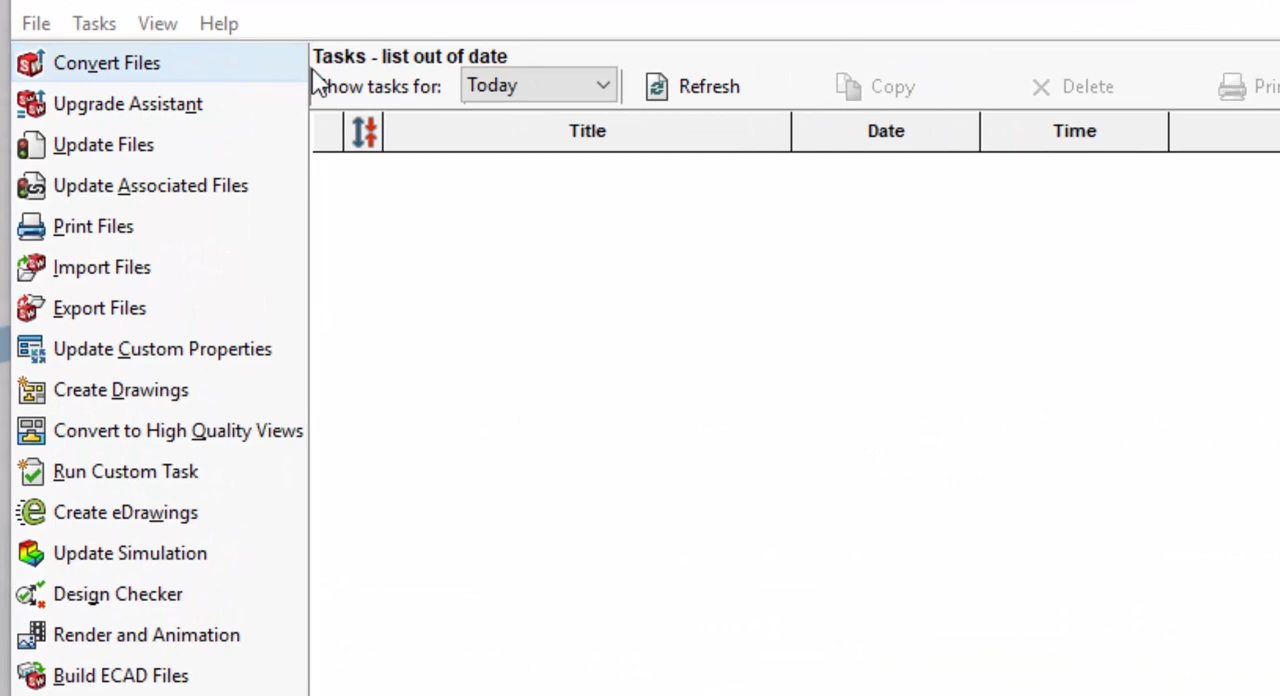 File Tasks View Help
Convert Files
Upgrade Assistant
Update Files
Update Associated Files
Print Files
Import Files
Export Files
Update Custom Properties
Create Drawings
Convert to High Quality Views
Run Custom Task
Create eDrawings
Update Simulation
Design Checker
Render and Animation
Build ECAD Files
Tasks - list out of date
how tasks for: Today Refresh Copy Delete Prin
Title Date Time